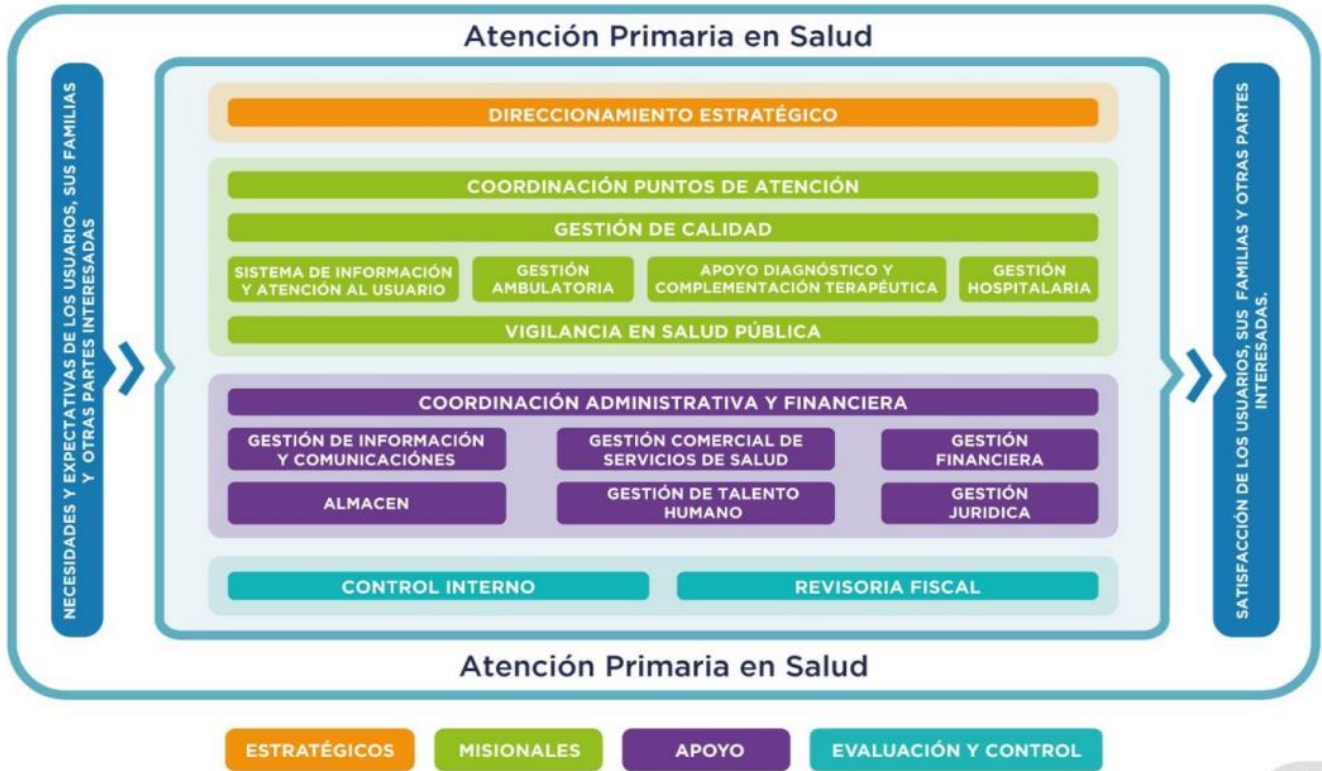 Atención Primaria en Salud
NECESIDADES Y EXPECTATIVAS DE LOS USUARIOS, SUS FAMILIAS
Y OTRAS PARTES INTERESADAS
DIRECCIONAMIENTO ESTRATÉGICO
COORDINACIÓN PUNTOS DE ATENCIÓN
GESTIÓN DE CALIDAD
SISTEMA DE INFORMACIÓN
Y ATENCIÓN AL USUARIO
GESTIÓN
AMBULATORIA
APOYO DIAGNÓSTICO Y
COMPLEMENTACIÓN TERAPÉUTICA
GESTIÓN
HOSPITALARIA
VIGILANCIA EN SALUD PÚBLICA
COORDINACIÓN ADMINISTRATIVA Y FINANCIERA
GESTIÓN DE INFORMACIÓN
Y COMUNICACIÓNES
GESTIÓN COMERCIAL DE
SERVICIOS DE SALUD
GESTIÓN
FINANCIERA
ALMACEN
GESTIÓN DE TALENTO
HUMANO
GESTIÓN
JURIDICA
CONTROL INTERNO
REVISORIA FISCAL
SATISFACCIÓN DE LOS USUARIOS, SUS FAMILIAS Y OTRAS PARTES
INTERESADAS.
Atención Primaria en Salud
ESTRATÉGICOS
MISIONALES
APOYO
EVALUACIÓN Y CONTROL